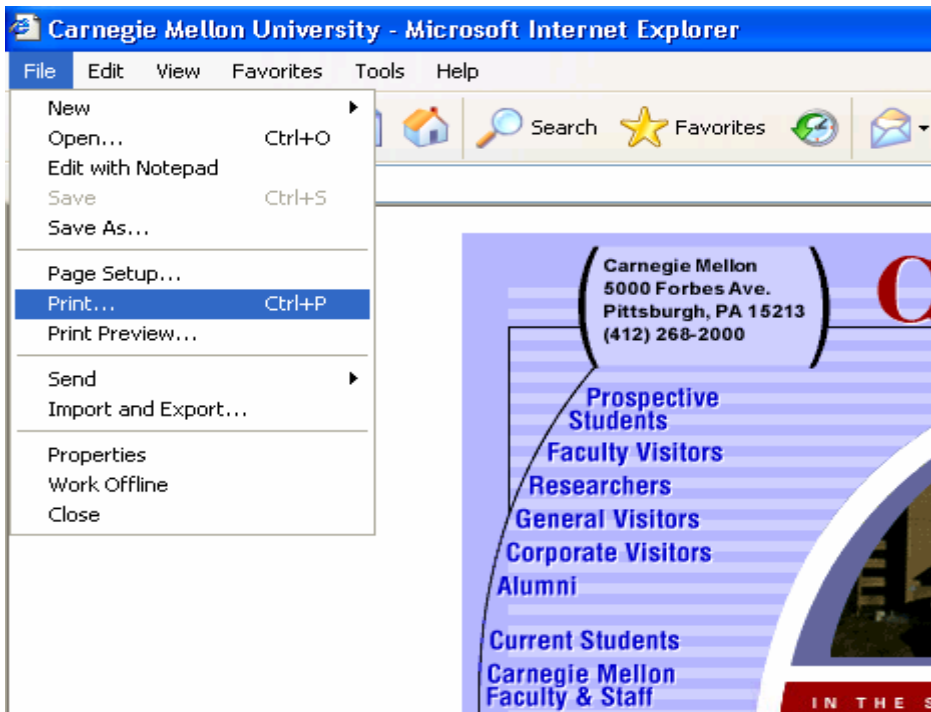 Carnegie Mellon University - Microsoft Internet Explorer
File Edit View Favorites Tools Help
New
Open... Ctrl+O
Edit with Notepad
Save Ctrl+S
Save As...
Page Setup...
Print... Ctrl+P
Print Preview...
Send
Import and Export...
Properties
Work Offline
Close
Search Favorites
Carnegie Mellon
5000 Forbes Ave.
Pittsburgh, PA 15213
(412) 268-2000
C
Prospective
Students
Faculty Visitors
Researchers
General Visitors
Corporate Visitors
Alumni
Current Students
Carnegie Mellon
Faculty & Staff
IN THE S